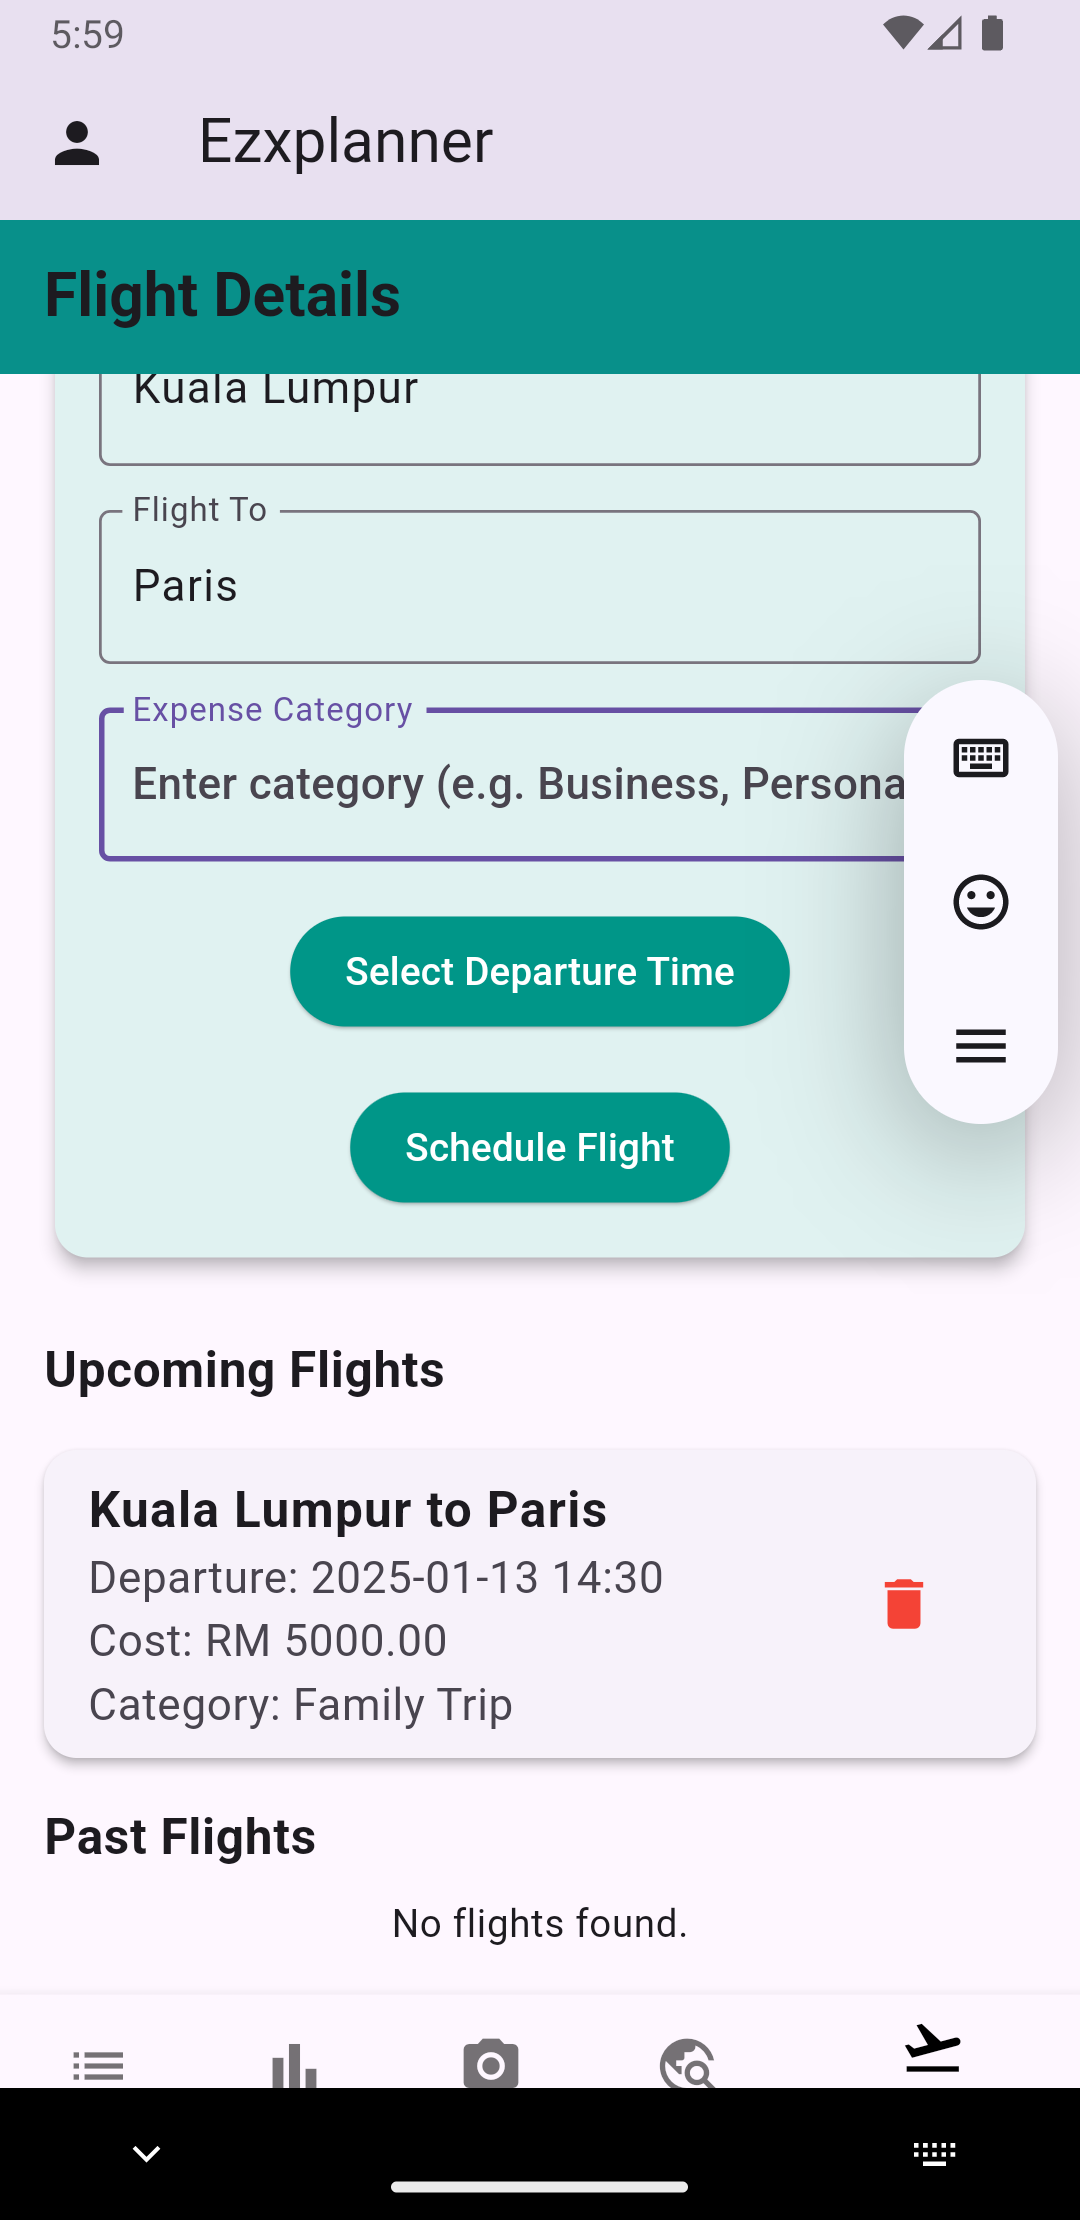 5:59
Ezxplanner
Flight Details
Kuala Lumpur
Flight To
Paris
Expense Category
Enter category (e.g. Business, Persona
Select Departure Time
Schedule Flight
Upcoming Flights
Kuala Lumpur to Paris
Departure: 2025-01-13 14:30
Cost: RM 5000.00
Category: Family Trip
Past Flights
No flights found.